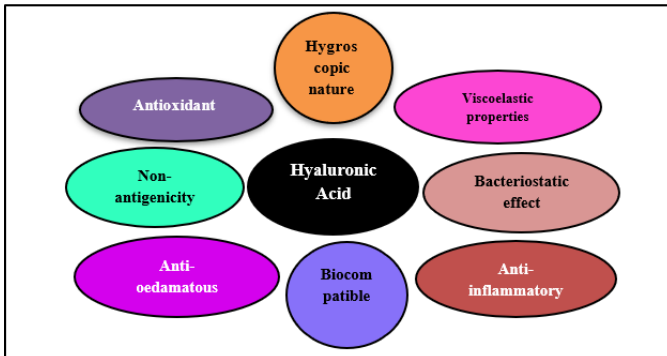 Hygros
copic
nature
Antioxidant
Viscoelastic
properties
Non-
antigenicity
Hyaluronic
Acid
Bacteriostatic
effect
Anti-
oedamatous
Biocom
patible
Anti-
inflammatory